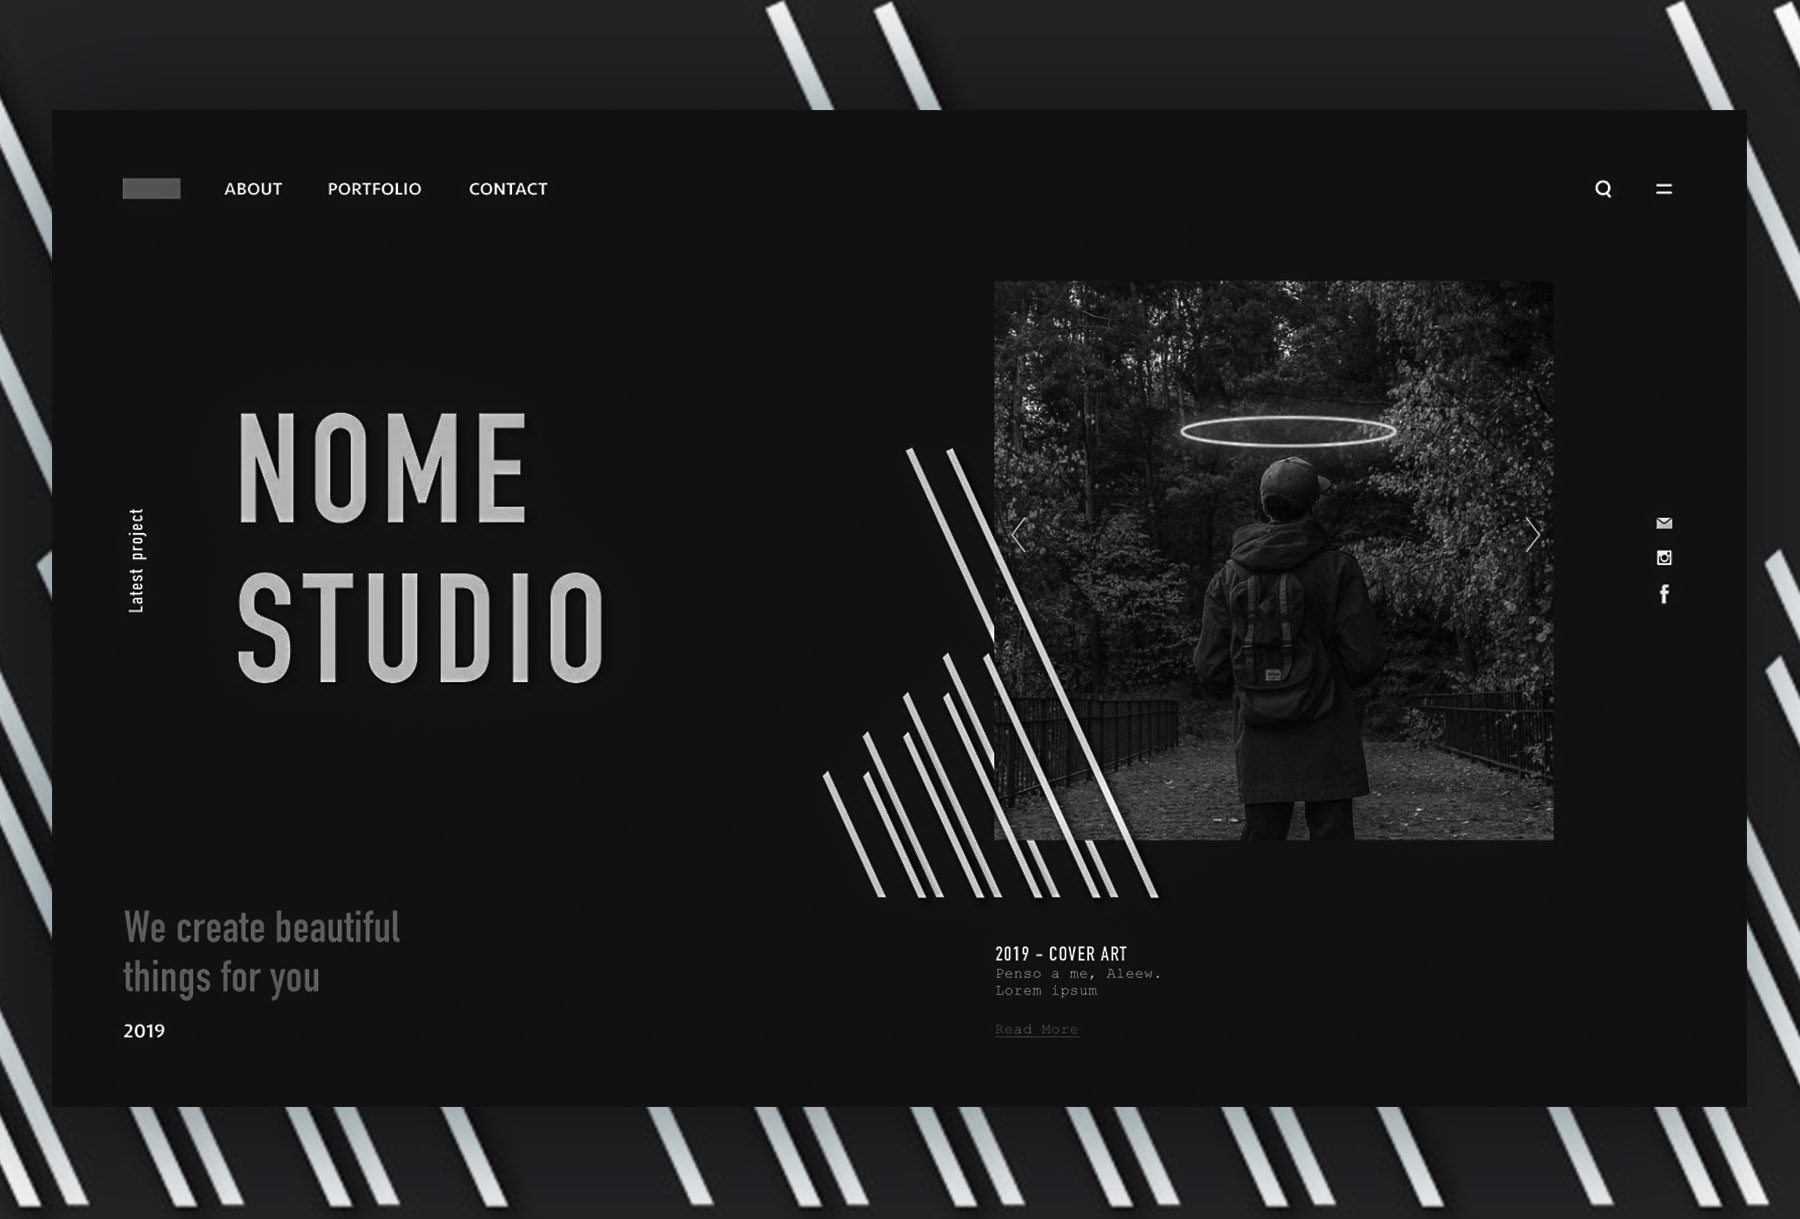 ABOUT
PORTFOLIO
CONTACT
NOME
STUDIO
Latest project
We create beautiful
things for you
2019
2019 - COVER ART
Penso a me, Aleew.
Lorem ipsum
Read More